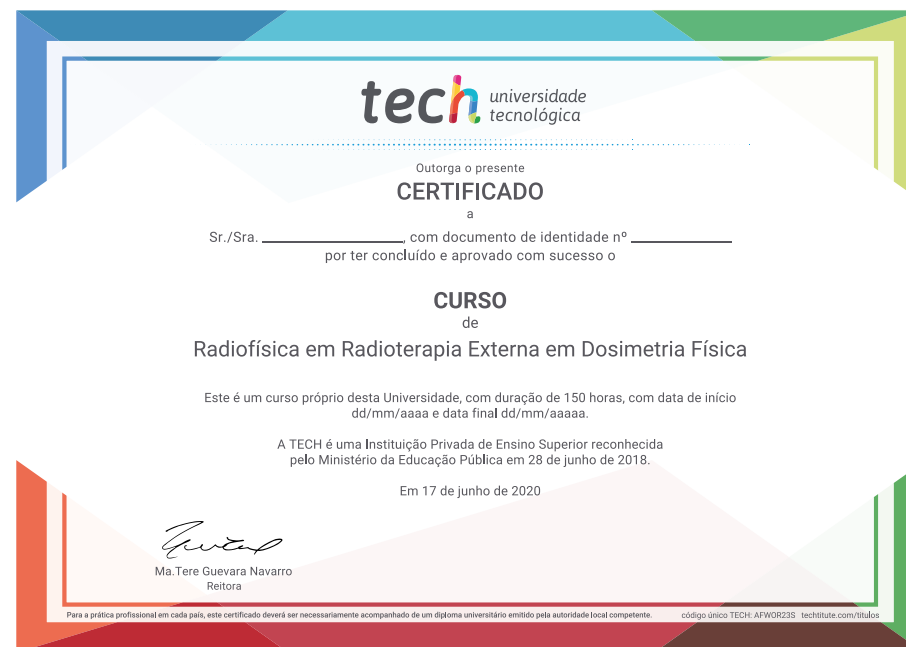 tech universidade
tecnológica
Outorga o presente
CERTIFICADO
a
Sr./Sra. ____________________, com documento de identidade nº ______________
por ter concluído e aprovado com sucesso o
CURSO
de
Radiofísica em Radioterapia Externa em Dosimetria Física
Este é um curso próprio desta Universidade, com duração de 150 horas, com data de início
dd/mm/aaaa e data final dd/mm/aaaaa.
A TECH é uma Instituição Privada de Ensino Superior reconhecida
pelo Ministério da Educação Pública em 28 de junho de 2018.
Em 17 de junho de 2020
Ma.Tere Guevara Navarro
Reitora
Para a prática profissional em cada país, este certificado deverá ser necessariamente acompanhado de um diploma universitário emitido pela autoridade local competente. código único TECH: AFWOR23S techtitute.com/titulos